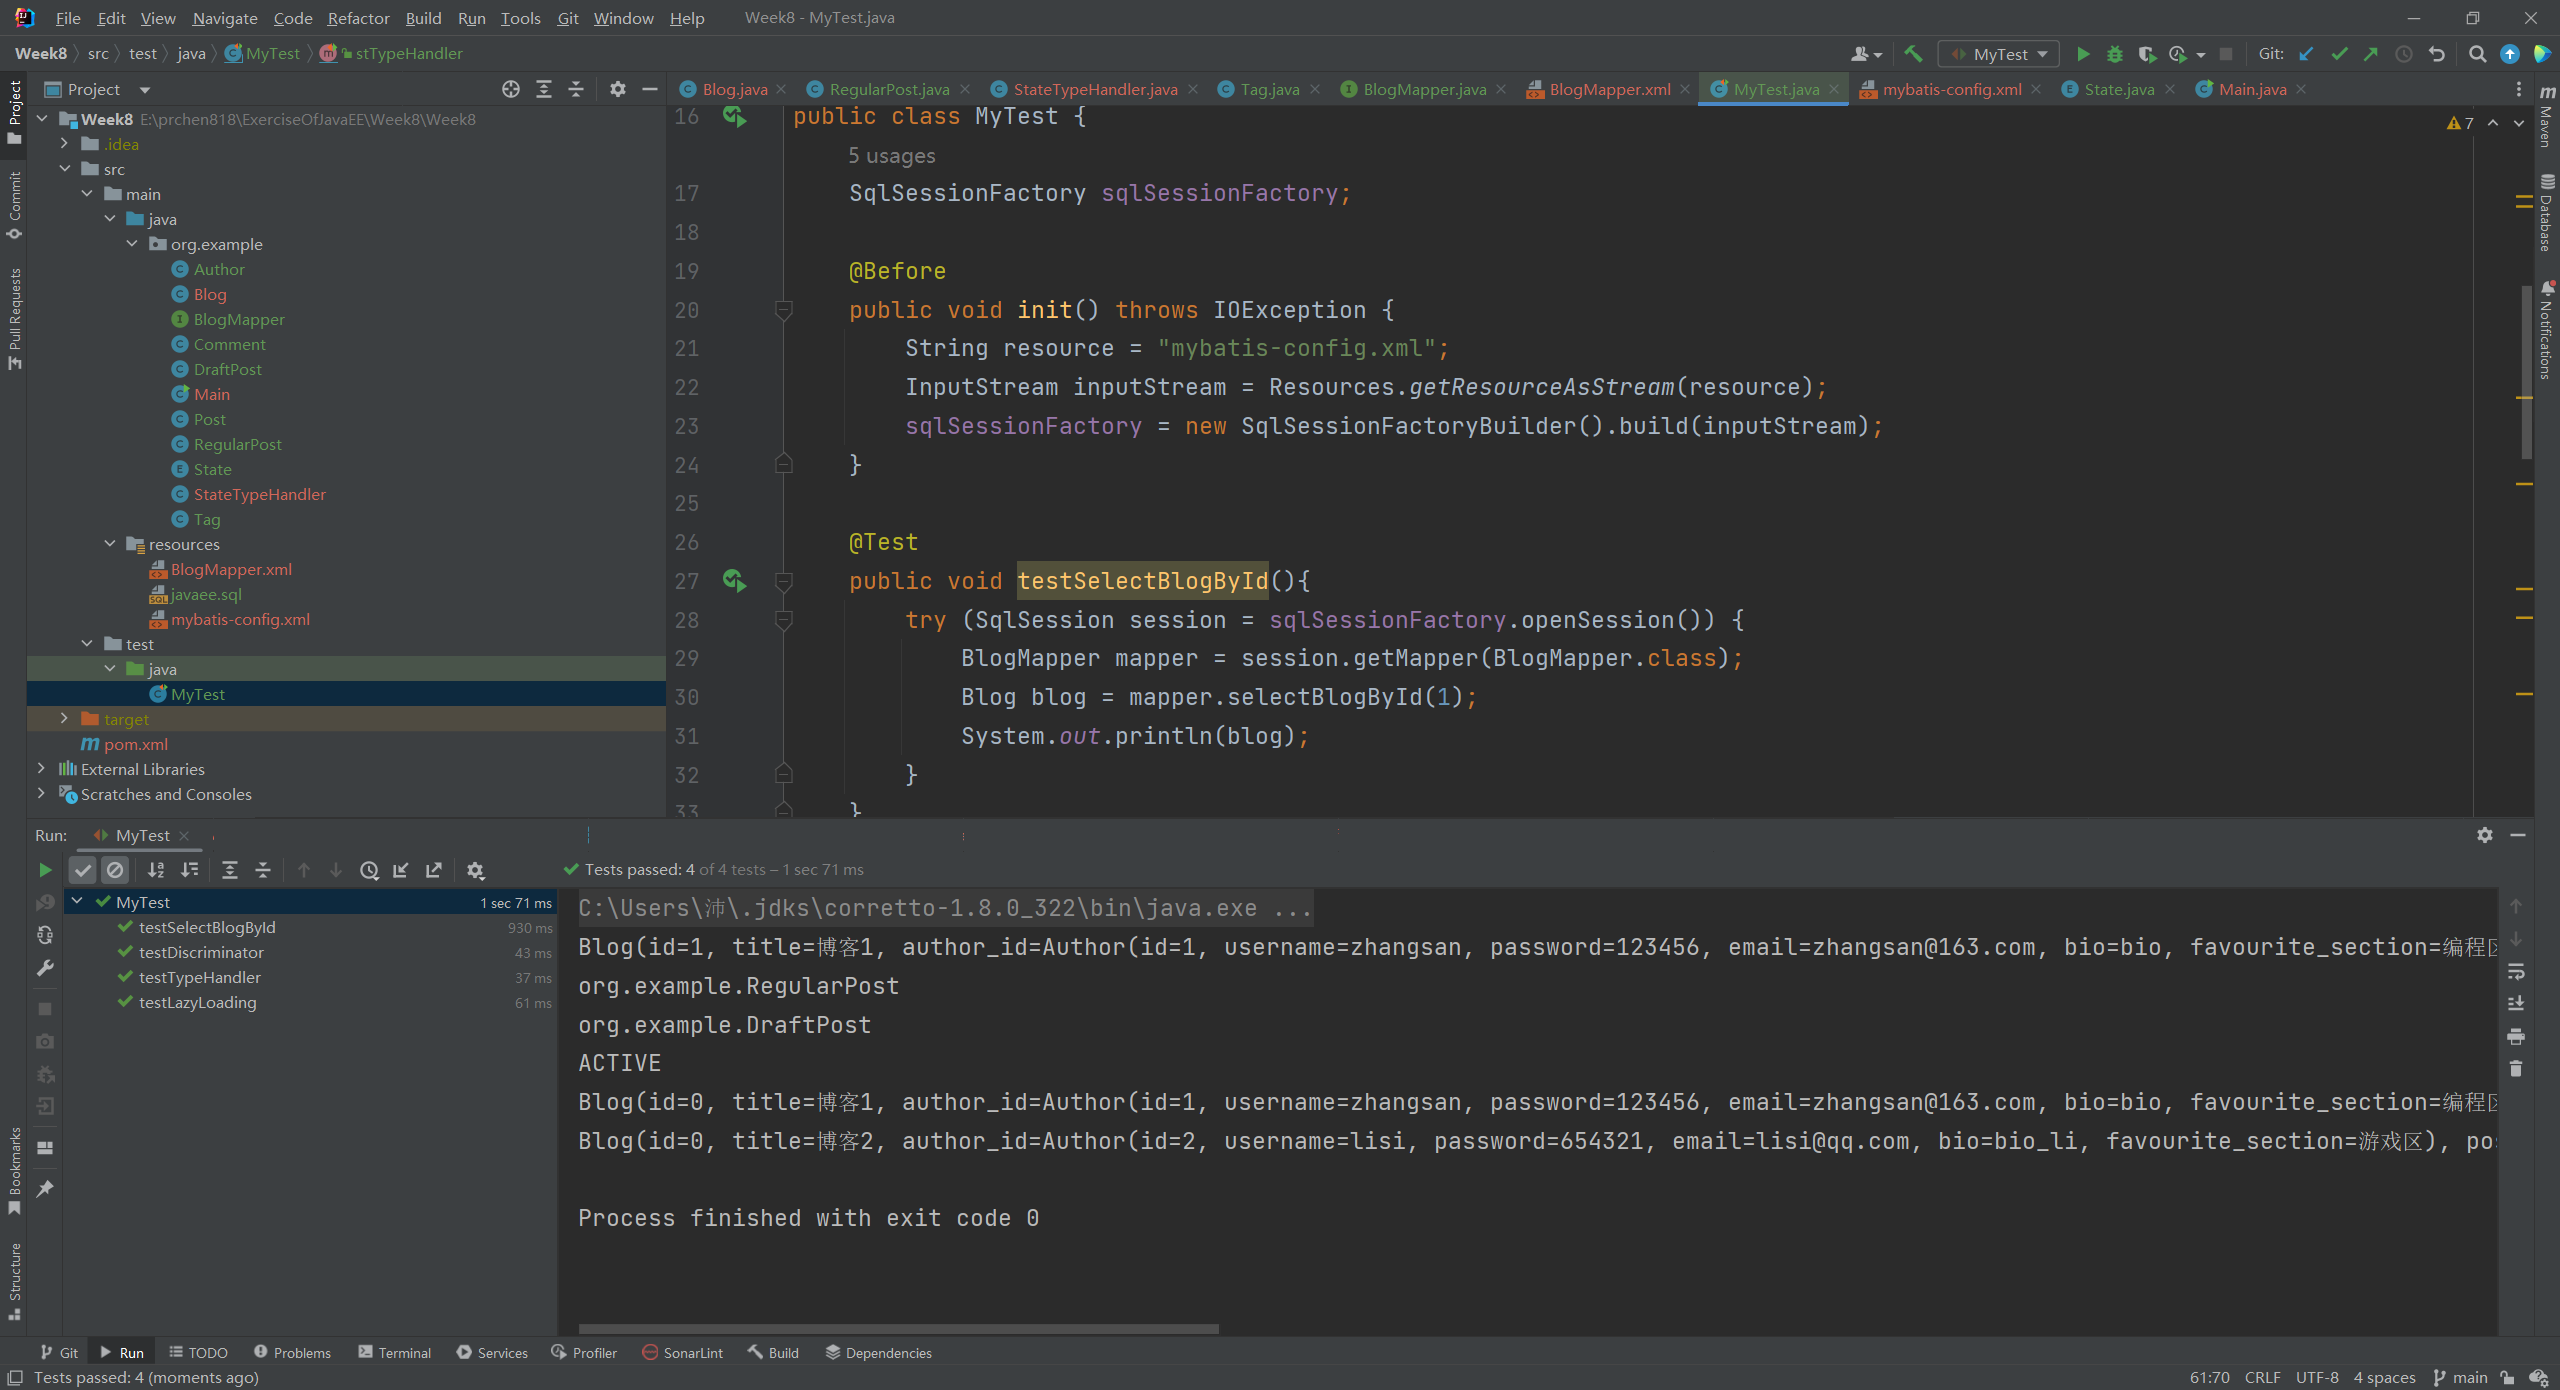 File Edit View Navigate Code Refactor Build Run Tools Git Window Help Week8 - MyTest.java
Week8 src test java MyTest stTypeHandler MyTest Git:
Project Blog.java RegularPost.java StateTypeHandler.java Tag.java BlogMapper.java BlogMapper.xml MyTest.java mybatis-config.xml State.java Main.java
Project
Commit
Pull Requests
Bookmarks
Structure
Week8 E:\prchen818\ExerciseOfJavaEE\Week8\Week8
.idea
src
main
java
org.example
Author
Blog
BlogMapper
Comment
DraftPost
Main
Post
RegularPost
State
StateTypeHandler
Tag
resources
BlogMapper.xml
javaee.sql
mybatis-config.xml
test
java
MyTest
target
pom.xml
External Libraries
Scratches and Consoles
7
16 public class MyTest {
5 usages
17 SqlSessionFactory sqlSessionFactory;
18
19 @Before
20 public void init() throws IOException {
21 String resource = "mybatis-config.xml";
22 InputStream inputStream = Resources.getResourceAsStream(resource);
23 sqlSessionFactory = new SqlSessionFactoryBuilder().build(inputStream);
24 }
25
26 @Test
27 public void testSelectBlogById(){
28 try (SqlSession session = sqlSessionFactory.openSession()) {
29 BlogMapper mapper = session.getMapper(BlogMapper.class);
30 Blog blog = mapper.selectBlogById(1);
31 System.out.println(blog);
32 }
33 }
Maven
Database
Notifications
Run: MyTest
Tests passed: 4 of 4 tests – 1 sec 71 ms
MyTest 1 sec 71 ms
testSelectBlogById 930 ms
testDiscriminator 43 ms
testTypeHandler 37 ms
testLazyLoading 61 ms
C:\Users\沛\.jdks\corretto-1.8.0_322\bin\java.exe ...
Blog(id=1, title=博客1, author_id=Author(id=1, username=zhangsan, password=123456, email=zhangsan@163.com, bio=bio, favourite_section=编程区
org.example.RegularPost
org.example.DraftPost
ACTIVE
Blog(id=0, title=博客1, author_id=Author(id=1, username=zhangsan, password=123456, email=zhangsan@163.com, bio=bio, favourite_section=编程区
Blog(id=0, title=博客2, author_id=Author(id=2, username=lisi, password=654321, email=lisi@qq.com, bio=bio_li, favourite_section=游戏区), pos
Process finished with exit code 0
Git Run TODO Problems Terminal Services Profiler SonarLint Build Dependencies
Tests passed: 4 (moments ago) 61:70 CRLF UTF-8 4 spaces main